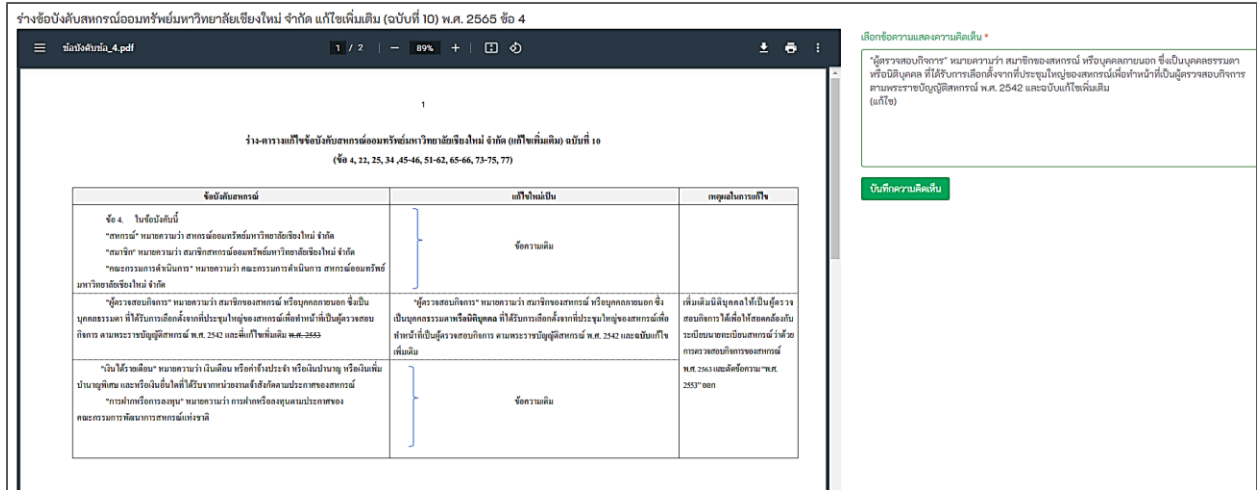 ร่างข้อบังคับสหกรณ์ออมทรัพย์มหาวิทยาลัยเชียงใหม่ จำกัด แก้ไขเพิ่มเติม (ฉบับที่ 10) พ.ศ. 2565 ข้อ 4
ข้อบังคับข้อ_4.pdf
1 / 2
89%
1
ร่าง-ตารางแก้ไขข้อบังคับสหกรณ์ออมทรัพย์มหาวิทยาลัยเชียงใหม่ จำกัด (แก้ไขเพิ่มเติม) ฉบับที่ 10
(ข้อ 4, 22, 25, 34 ,45-46, 51-62, 65-66, 73-75, 77)
ข้อบังคับสหกรณ์
แก้ไขใหม่เป็น
เหตุผลในการแก้ไข
ข้อ 4. ในข้อบังคับนี้
"สหกรณ์" หมายความว่า สหกรณ์ออมทรัพย์มหาวิทยาลัยเชียงใหม่ จำกัด
"สมาชิก" หมายความว่า สมาชิกสหกรณ์ออมทรัพย์มหาวิทยาลัยเชียงใหม่ จำกัด
"คณะกรรมการดำเนินการ" หมายความว่า คณะกรรมการดำเนินการ สหกรณ์ออมทรัพย์
มหาวิทยาลัยเชียงใหม่ จำกัด
ข้อความเดิม
"ผู้ตรวจสอบกิจการ" หมายความว่า สมาชิกของสหกรณ์ หรือบุคคลภายนอก ซึ่งเป็น
บุคคลธรรมดา ที่ได้รับการเลือกตั้งจากที่ประชุมใหญ่ของสหกรณ์เพื่อทำหน้าที่เป็นผู้ตรวจสอบ
กิจการ ตามพระราชบัญญัติสหกรณ์ พ.ศ. 2542 และที่แก้ไขเพิ่มเติม พ.ศ. 2553
"ผู้ตรวจสอบกิจการ" หมายความว่า สมาชิกของสหกรณ์ หรือบุคคลภายนอก ซึ่ง
เป็นบุคคลธรรมดาหรือนิติบุคคล ที่ได้รับการเลือกตั้งจากที่ประชุมใหญ่ของสหกรณ์เพื่อ
ทำหน้าที่เป็นผู้ตรวจสอบกิจการ ตามพระราชบัญญัติสหกรณ์ พ.ศ. 2542 และฉบับแก้ไข
เพิ่มเติม
เพิ่มเติมนิติบุคคลให้เป็นผู้ตรวจ
สอบกิจการได้เพื่อให้สอดคล้องกับ
ระเบียบนายทะเบียนสหกรณ์ ว่าด้วย
การตรวจสอบกิจการของสหกรณ์
พ.ศ. 2563 และตัดข้อความ "พ.ศ.
2553" ออก
"เงินได้รายเดือน" หมายความว่า เงินเดือน หรือค่าจ้างประจำ หรือเงินบำนาญ หรือเงินเพิ่ม
บำนาญพิเศษ และหรือเงินอื่นใดที่ได้รับจากหน่วยงานเจ้าสังกัดตามประกาศของสหกรณ์
"การฝากหรือการลงทุน" หมายความว่า การฝากหรือลงทุนตามประกาศของ
คณะกรรมการพัฒนาการสหกรณ์แห่งชาติ
ข้อความเดิม
เลือกข้อความแสดงความคิดเห็น *
"ผู้ตรวจสอบกิจการ" หมายความว่า สมาชิกของสหกรณ์ หรือบุคคลภายนอก ซึ่งเป็นบุคคลธรรมดา
หรือนิติบุคคล ที่ได้รับการเลือกตั้งจากที่ประชุมใหญ่ของสหกรณ์เพื่อทำหน้าที่เป็นผู้ตรวจสอบกิจการ
ตามพระราชบัญญัติสหกรณ์ พ.ศ. 2542 และฉบับแก้ไขเพิ่มเติม
(แก้ไข)
บันทึกความคิดเห็น